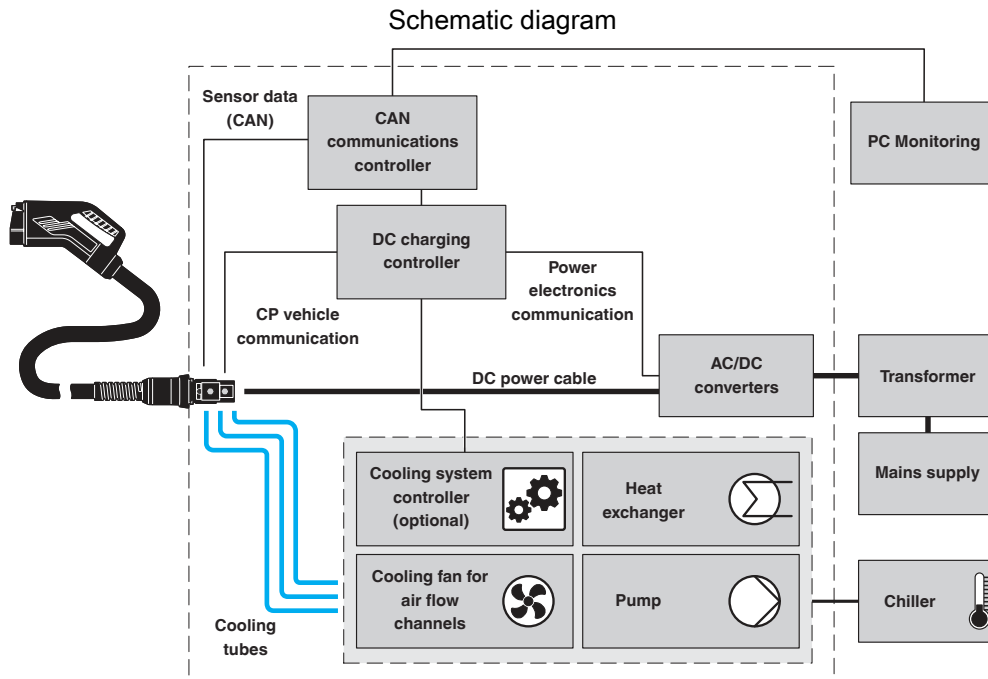 Schematic diagram
Sensor data
(CAN)
CAN
communications
controller
PC Monitoring
DC charging
controller
Power
electronics
communication
CP vehicle
communication
DC power cable
AC/DC
converters
Transformer
Mains supply
Cooling system
controller
(optional)
Heat
exchanger
Cooling fan for
air flow
channels
Pump
Chiller
Cooling
tubes